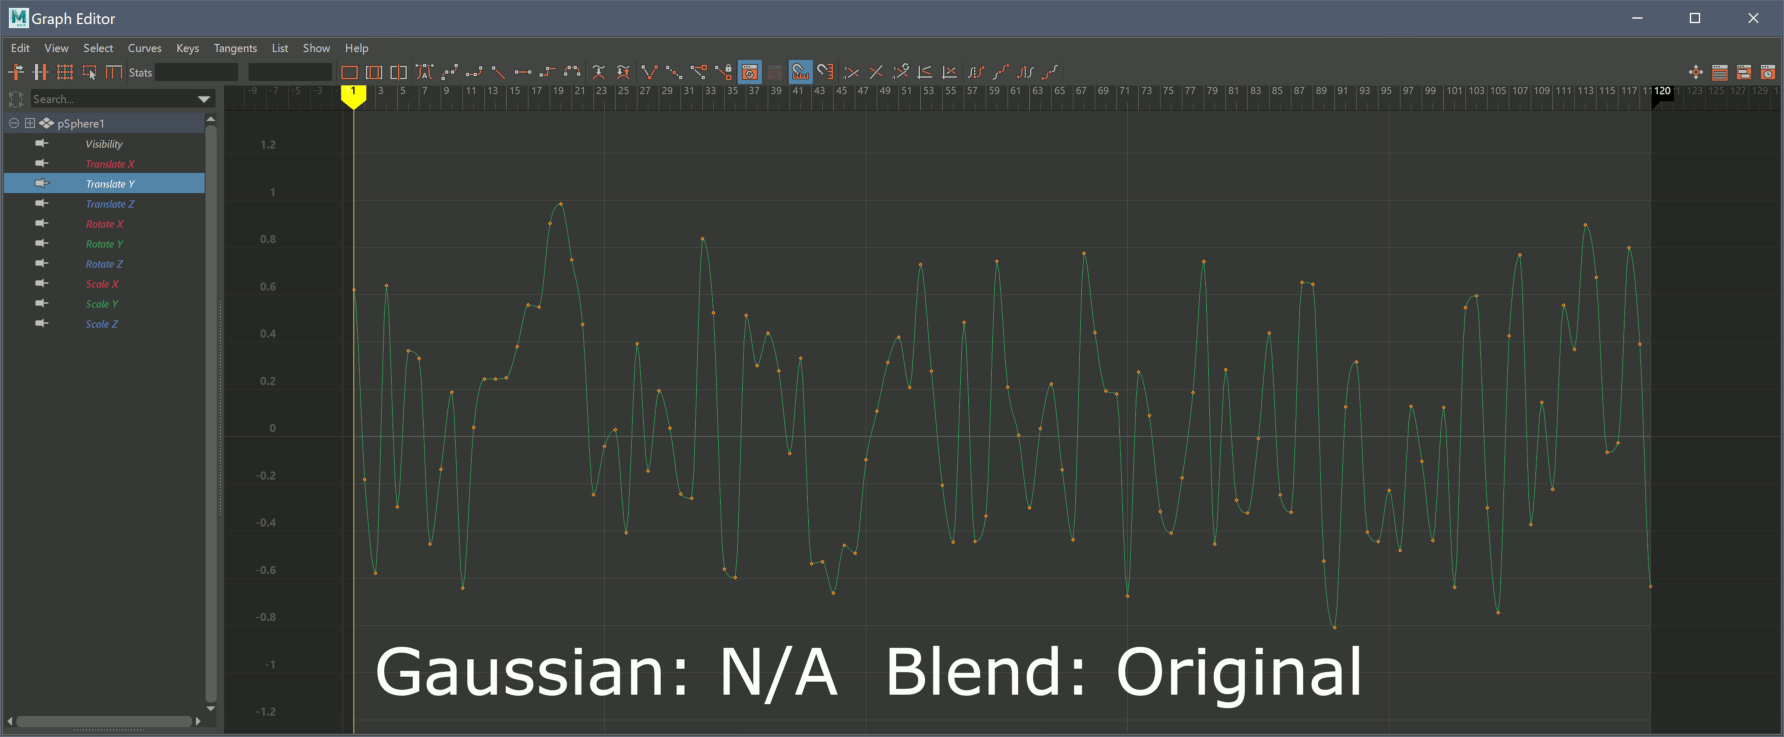 Graph Editor
Edit View Select Curves Keys Tangents List Show Help
Stats
Search...
-9 -7 -5 -3 1 3 5 7 9 11 13 15 17 19 21 23 25 27 29 31 33 35 37 39 41 43 45 47 49 51 53 55 57 59 61 63 65 67 69 71 73 75 77 79 81 83 85 87 89 91 93 95 97 99 101 103 105 107 109 111 113 115 117 120 123 125 127 129
pSphere1
Visibility
Translate X
Translate Y
Translate Z
Rotate X
Rotate Y
Rotate Z
Scale X
Scale Y
Scale Z
1.2
1
0.8
0.6
0.4
0.2
0
-0.2
-0.4
-0.6
-0.8
-1
-1.2
Gaussian: N/A Blend: Original